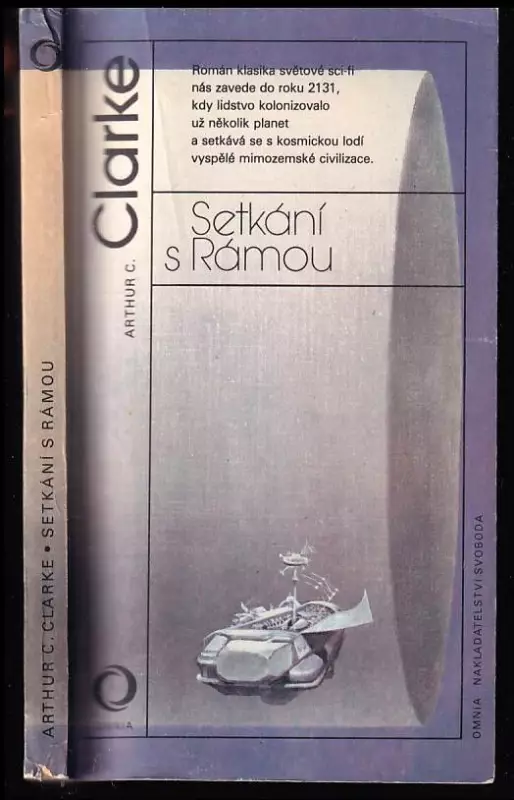 Román klasika světové sci-fi
nás zavede do roku 2131,
kdy lidstvo kolonizovalo
už několik planet
a setkává se s kosmickou lodí
vyspělé mimozemské civilizace.
ARTHUR C. Clarke
Setkání
s Rámou
ARTHUR C. CLARKE • SETKÁNÍ S RÁMOU
OMNIA NAKLADATELSTVÍ SVOBODA